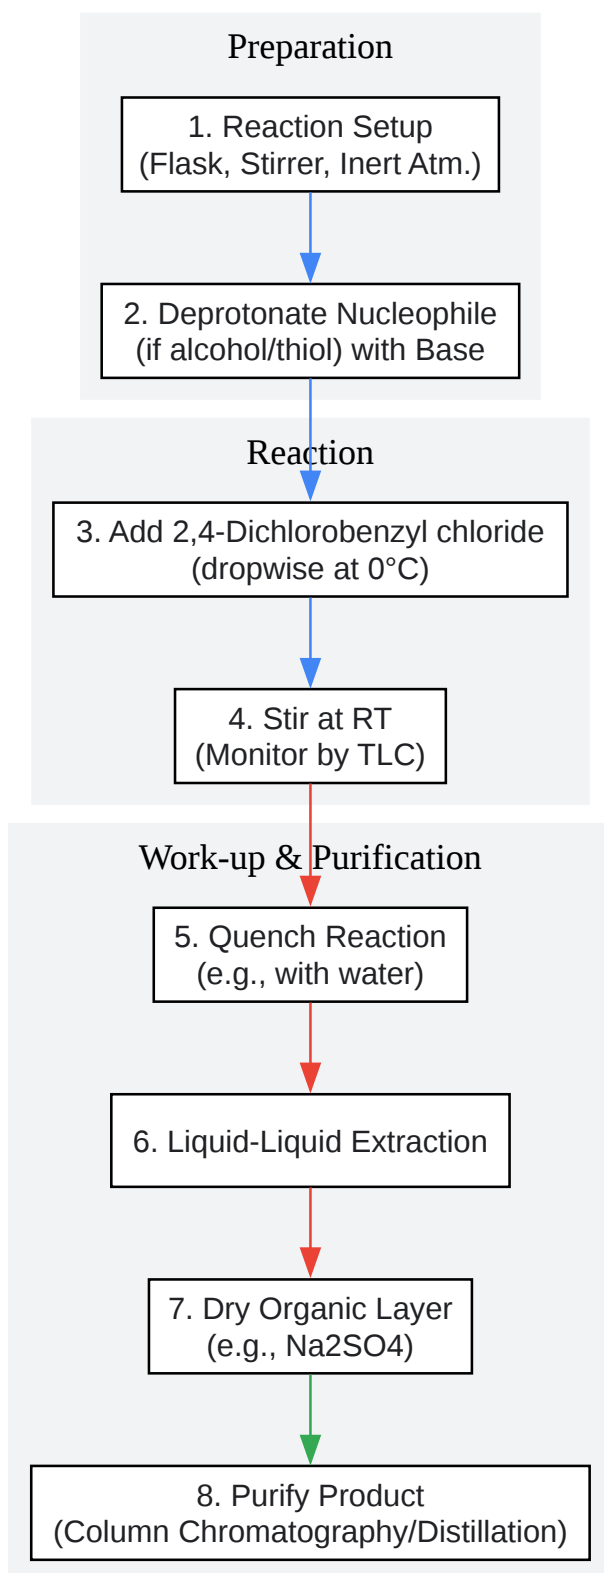 Preparation
1. Reaction Setup
(Flask, Stirrer, Inert Atm.)
2. Deprotonate Nucleophile
(if alcohol/thiol) with Base
Reaction
3. Add 2,4-Dichlorobenzyl chloride
(dropwise at 0°C)
4. Stir at RT
(Monitor by TLC)
Work-up & Purification
5. Quench Reaction
(e.g., with water)
6. Liquid-Liquid Extraction
7. Dry Organic Layer
(e.g., Na2SO4)
8. Purify Product
(Column Chromatography/Distillation)